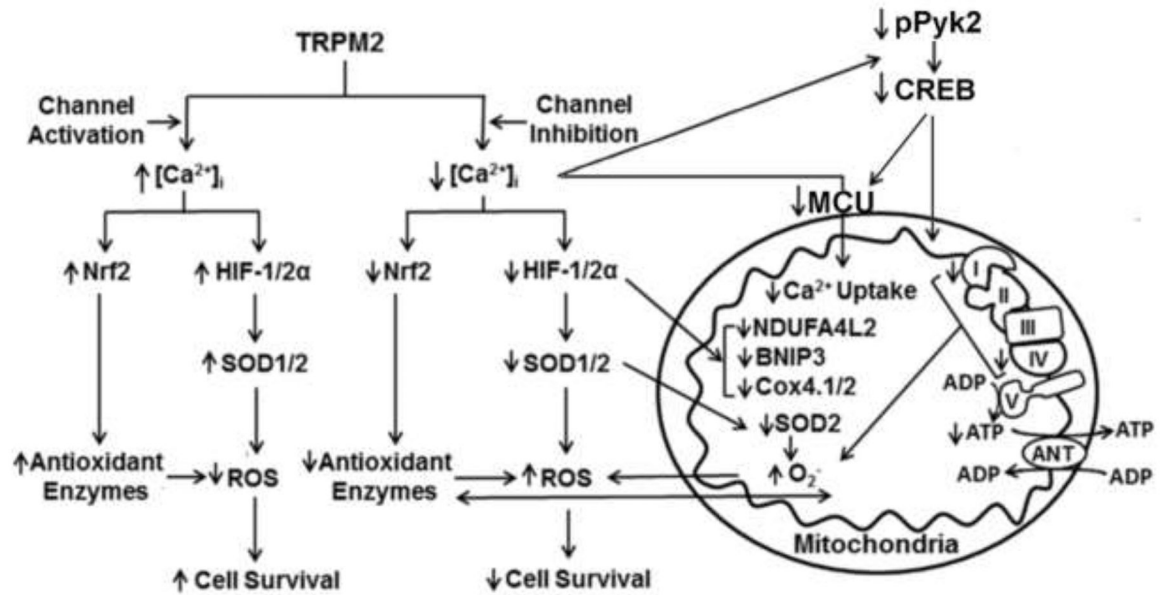 TRPM2
↓ pPyk2
↓ CREB
Channel
Activation
Channel
Inhibition
↑ [Ca²⁺]ᵢ
↓ [Ca²⁺]ᵢ
↓ MCU
↑ Nrf2
↑ HIF-1/2α
↓ Nrf2
↓ HIF-1/2α
↓ Ca²⁺ Uptake
↓ I
II
III
↓ IV
V
↓ NDUFA4L2
↓ BNIP3
↓ Cox4.1/2
↑ SOD1/2
↓ SOD1/2
ADP
↓ SOD2
↓ ATP
ATP
ANT
↑ Antioxidant
Enzymes
↓ ROS
↓ Antioxidant
Enzymes
↑ ROS
↑ O₂⁻
ADP
ADP
Mitochondria
↑ Cell Survival
↓ Cell Survival